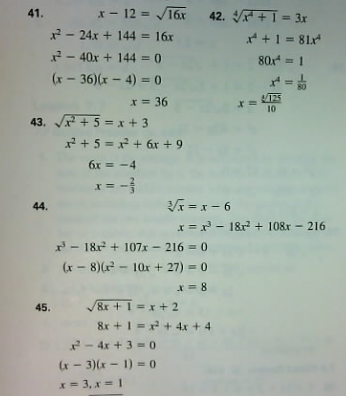 41. x − 12 = √16x
x² − 24x + 144 = 16x
x² − 40x + 144 = 0
(x − 36)(x − 4) = 0
x = 36
42. ∜(x⁴ + 1) = 3x
x⁴ + 1 = 81x⁴
80x⁴ = 1
x⁴ = 1/80
x = ∜125/10
43. √(x² + 5) = x + 3
x² + 5 = x² + 6x + 9
6x = −4
x = −2/3
44. ∛x = x − 6
x = x³ − 18x² + 108x − 216
x³ − 18x² + 107x − 216 = 0
(x − 8)(x² − 10x + 27) = 0
x = 8
45. √(8x + 1) = x + 2
8x + 1 = x² + 4x + 4
x² − 4x + 3 = 0
(x − 3)(x − 1) = 0
x = 3, x = 1